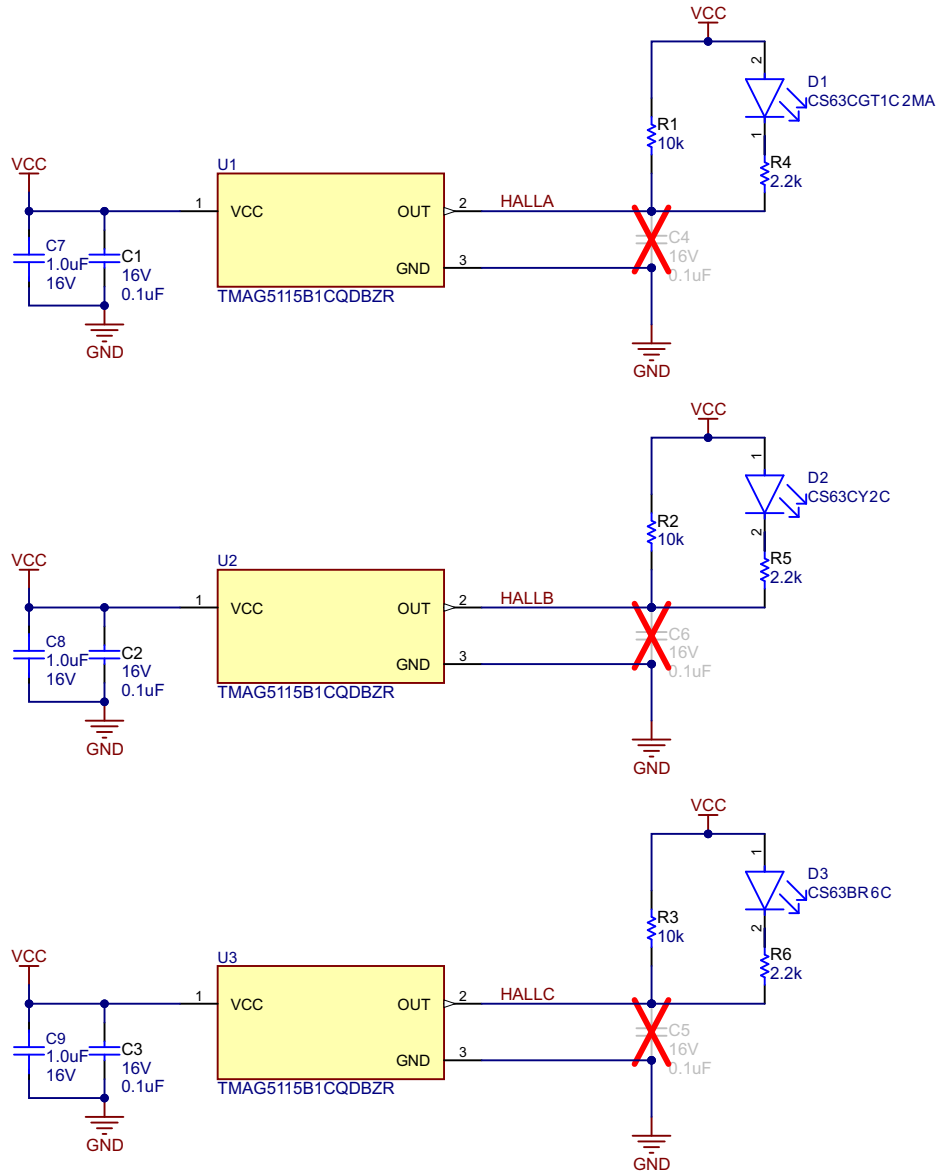 VCC
2
D1
CS63CGT1C2MA
1
R1
10k
R4
2.2k
VCC
U1
1
VCC
OUT
2
HALLA
GND
3
C7
1.0uF
16V
C1
16V
0.1uF
C4
16V
0.1uF
TMAG5115B1CQDBZR
GND
GND
VCC
1
D2
CS63CY2C
2
R2
10k
R5
2.2k
VCC
U2
1
VCC
OUT
2
HALLB
GND
3
C8
1.0uF
16V
C2
16V
0.1uF
C6
16V
0.1uF
TMAG5115B1CQDBZR
GND
GND
VCC
1
D3
CS63BR6C
2
R3
10k
R6
2.2k
VCC
U3
1
VCC
OUT
2
HALLC
GND
3
C9
1.0uF
16V
C3
16V
0.1uF
C5
16V
0.1uF
TMAG5115B1CQDBZR
GND
GND